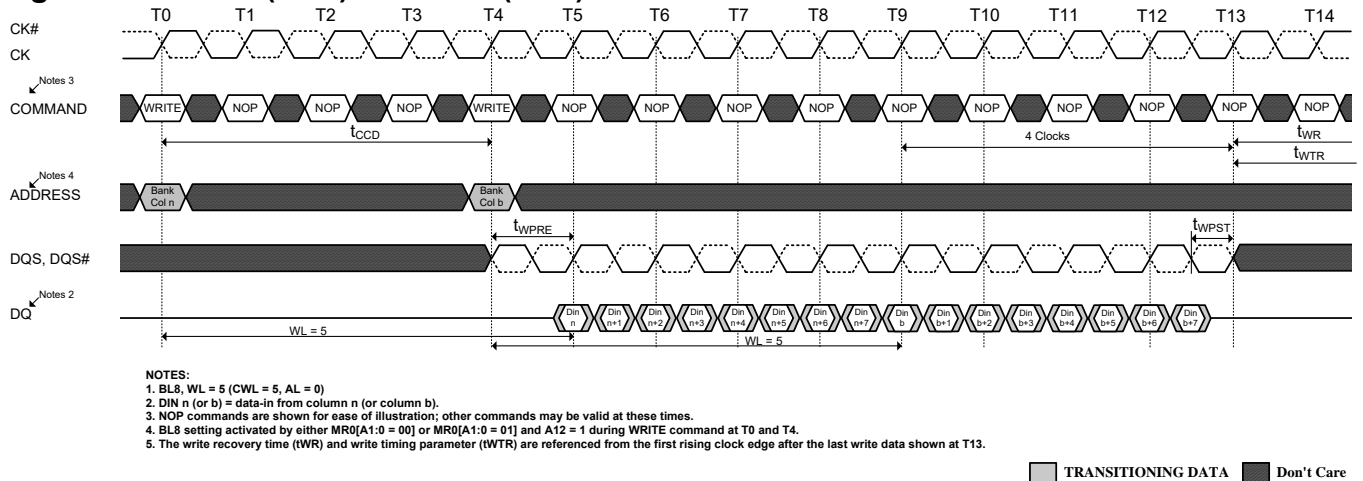 T0 T1 T2 T3 T4 T5 T6 T7 T8 T9 T10 T11 T12 T13 T14
CK#
CK
Notes 3
COMMAND
WRITE NOP NOP NOP WRITE NOP NOP NOP NOP NOP NOP NOP NOP NOP NOP
tCCD
4 Clocks
tWR
tWTR
Notes 4
ADDRESS
Bank
Col n
Bank
Col b
tWPRE
tWPST
DQS, DQS#
Notes 2
DQ
Din n Din n+1 Din n+2 Din n+3 Din n+4 Din n+5 Din n+6 Din n+7 Din b Din b+1 Din b+2 Din b+3 Din b+4 Din b+5 Din b+6 Din b+7
WL = 5
WL = 5
NOTES:
1. BL8, WL = 5 (CWL = 5, AL = 0)
2. DIN n (or b) = data-in from column n (or column b).
3. NOP commands are shown for ease of illustration; other commands may be valid at these times.
4. BL8 setting activated by either MR0[A1:0 = 00] or MR0[A1:0 = 01] and A12 = 1 during WRITE command at T0 and T4.
5. The write recovery time (tWR) and write timing parameter (tWTR) are referenced from the first rising clock edge after the last write data shown at T13.
TRANSITIONING DATA Don't Care